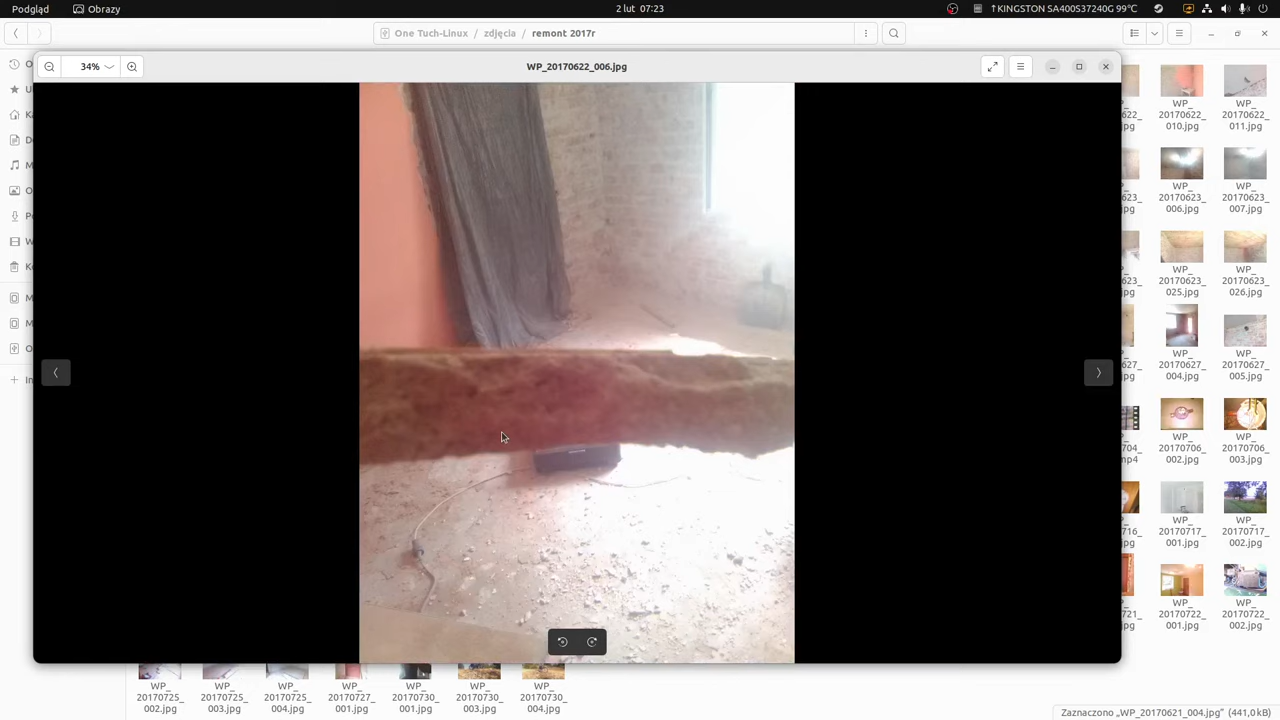 Podgląd
Obrazy
2 lut 07:23
↑KINGSTON SA400S37240G 99°C
One Tuch-Linux / zdjęcia / remont 2017r
34%
WP_20170622_006.jpg
WP_
20170622_
010.jpg
WP_
20170622_
011.jpg
WP_
20170623_
006.jpg
WP_
20170623_
007.jpg
WP_
20170623_
025.jpg
WP_
20170623_
026.jpg
WP_
20170627_
004.jpg
WP_
20170627_
005.jpg
WP_
20170706_
002.jpg
WP_
20170706_
003.jpg
WP_
20170717_
001.jpg
WP_
20170717_
002.jpg
WP_
20170722_
001.jpg
WP_
20170722_
002.jpg
WP_
20170725_
002.jpg
WP_
20170725_
003.jpg
WP_
20170725_
004.jpg
WP_
20170727_
001.jpg
WP_
20170730_
001.jpg
WP_
20170730_
003.jpg
WP_
20170730_
004.jpg
Zaznaczono „WP_20170621_004.jpg” (441,0 kB)